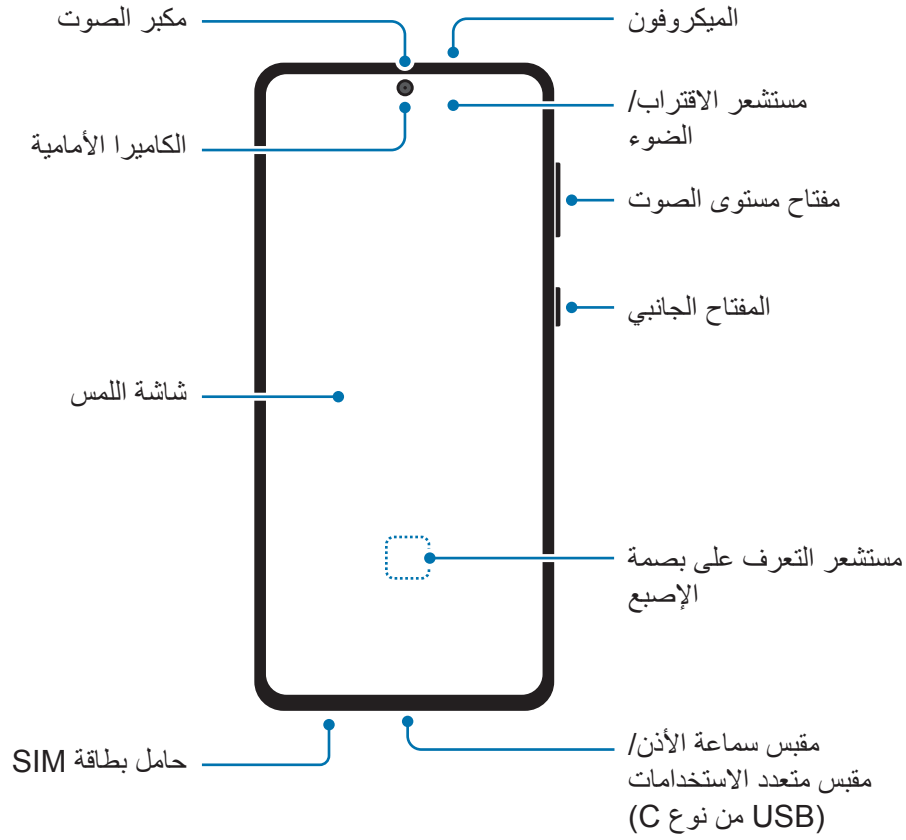 الميكروفون
مكبر الصوت
مستشعر الاقتراب/
الضوء
الكاميرا الأمامية
مفتاح مستوى الصوت
المفتاح الجانبي
شاشة اللمس
مستشعر التعرف على بصمة
الإصبع
مقبس سماعة الأذن/
مقبس متعدد الاستخدامات
(USB من نوع C)
حامل بطاقة SIM